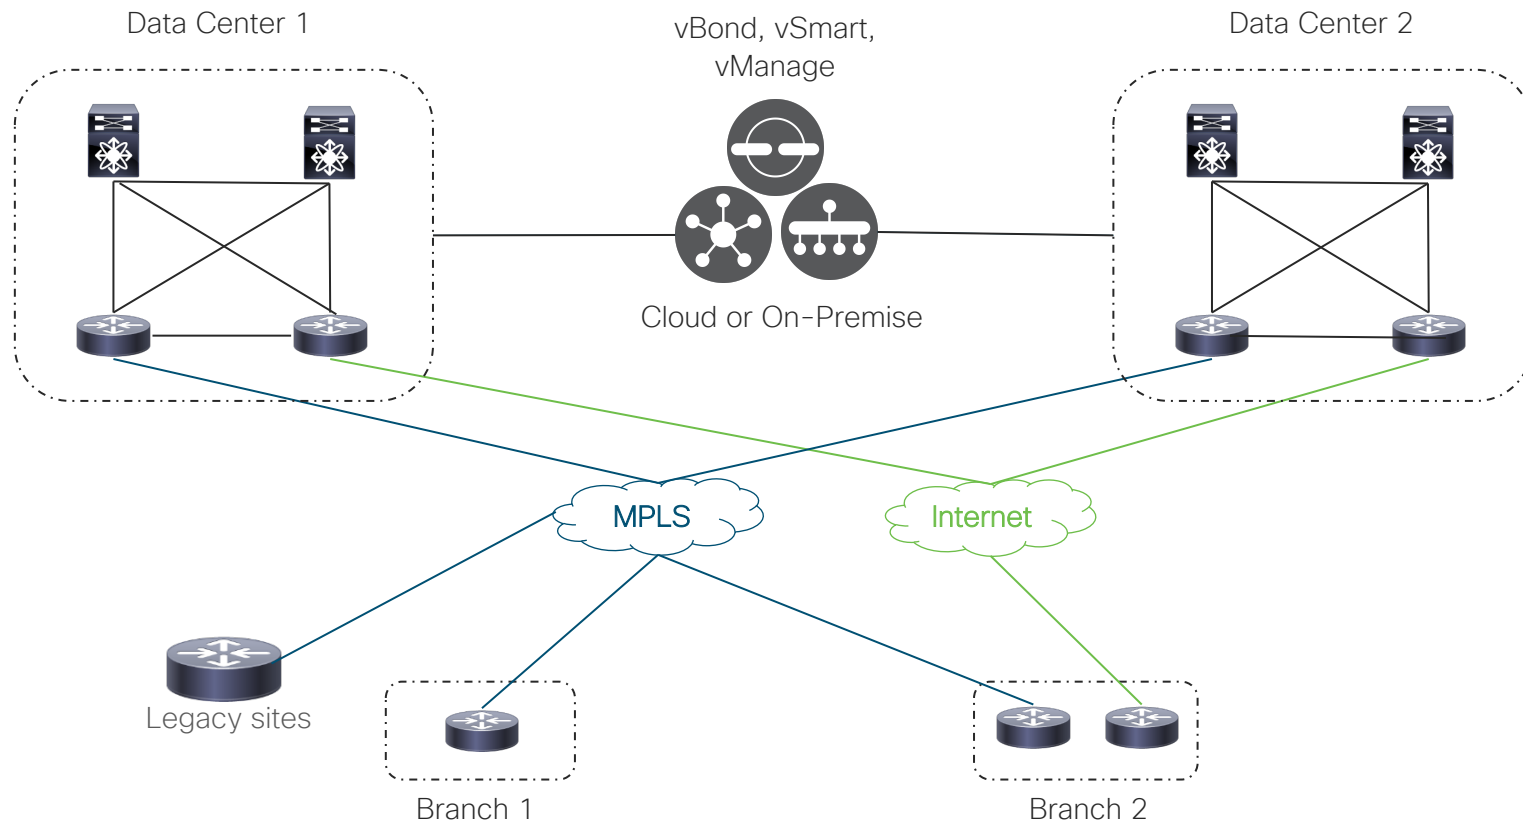 Data Center 1
vBond, vSmart,
vManage
Data Center 2
Cloud or On-Premise
MPLS
Internet
Legacy sites
Branch 1
Branch 2